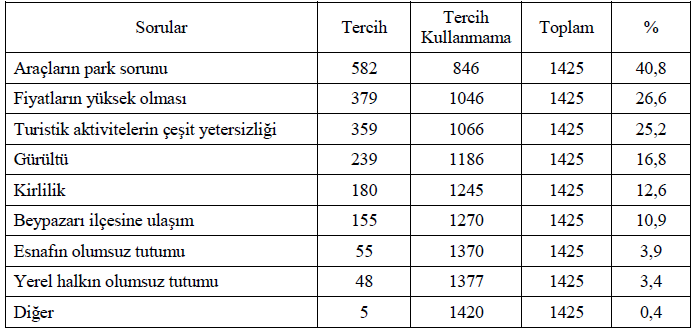 Sorular Tercih Tercih Kullanmama Toplam %
Araçların park sorunu 582 846 1425 40,8
Fiyatların yüksek olması 379 1046 1425 26,6
Turistik aktivitelerin çeşit yetersizliği 359 1066 1425 25,2
Gürültü 239 1186 1425 16,8
Kirlilik 180 1245 1425 12,6
Beypazarı ilçesine ulaşım 155 1270 1425 10,9
Esnafın olumsuz tutumu 55 1370 1425 3,9
Yerel halkın olumsuz tutumu 48 1377 1425 3,4
Diğer 5 1420 1425 0,4